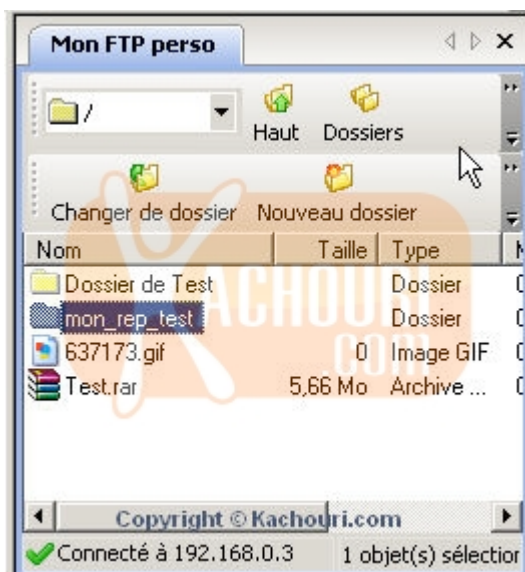 Mon FTP perso
/
Haut Dossiers
Changer de dossier Nouveau dossier
Nom Taille Type
Dossier de Test Dossier
mon_rep_test Dossier
637173.gif 0 Image GIF
Test.rar 5,66 Mo Archive ...
KACHOURI
.COM
Copyright © Kachouri.com
Connecté à 192.168.0.3 1 objet(s) sélection